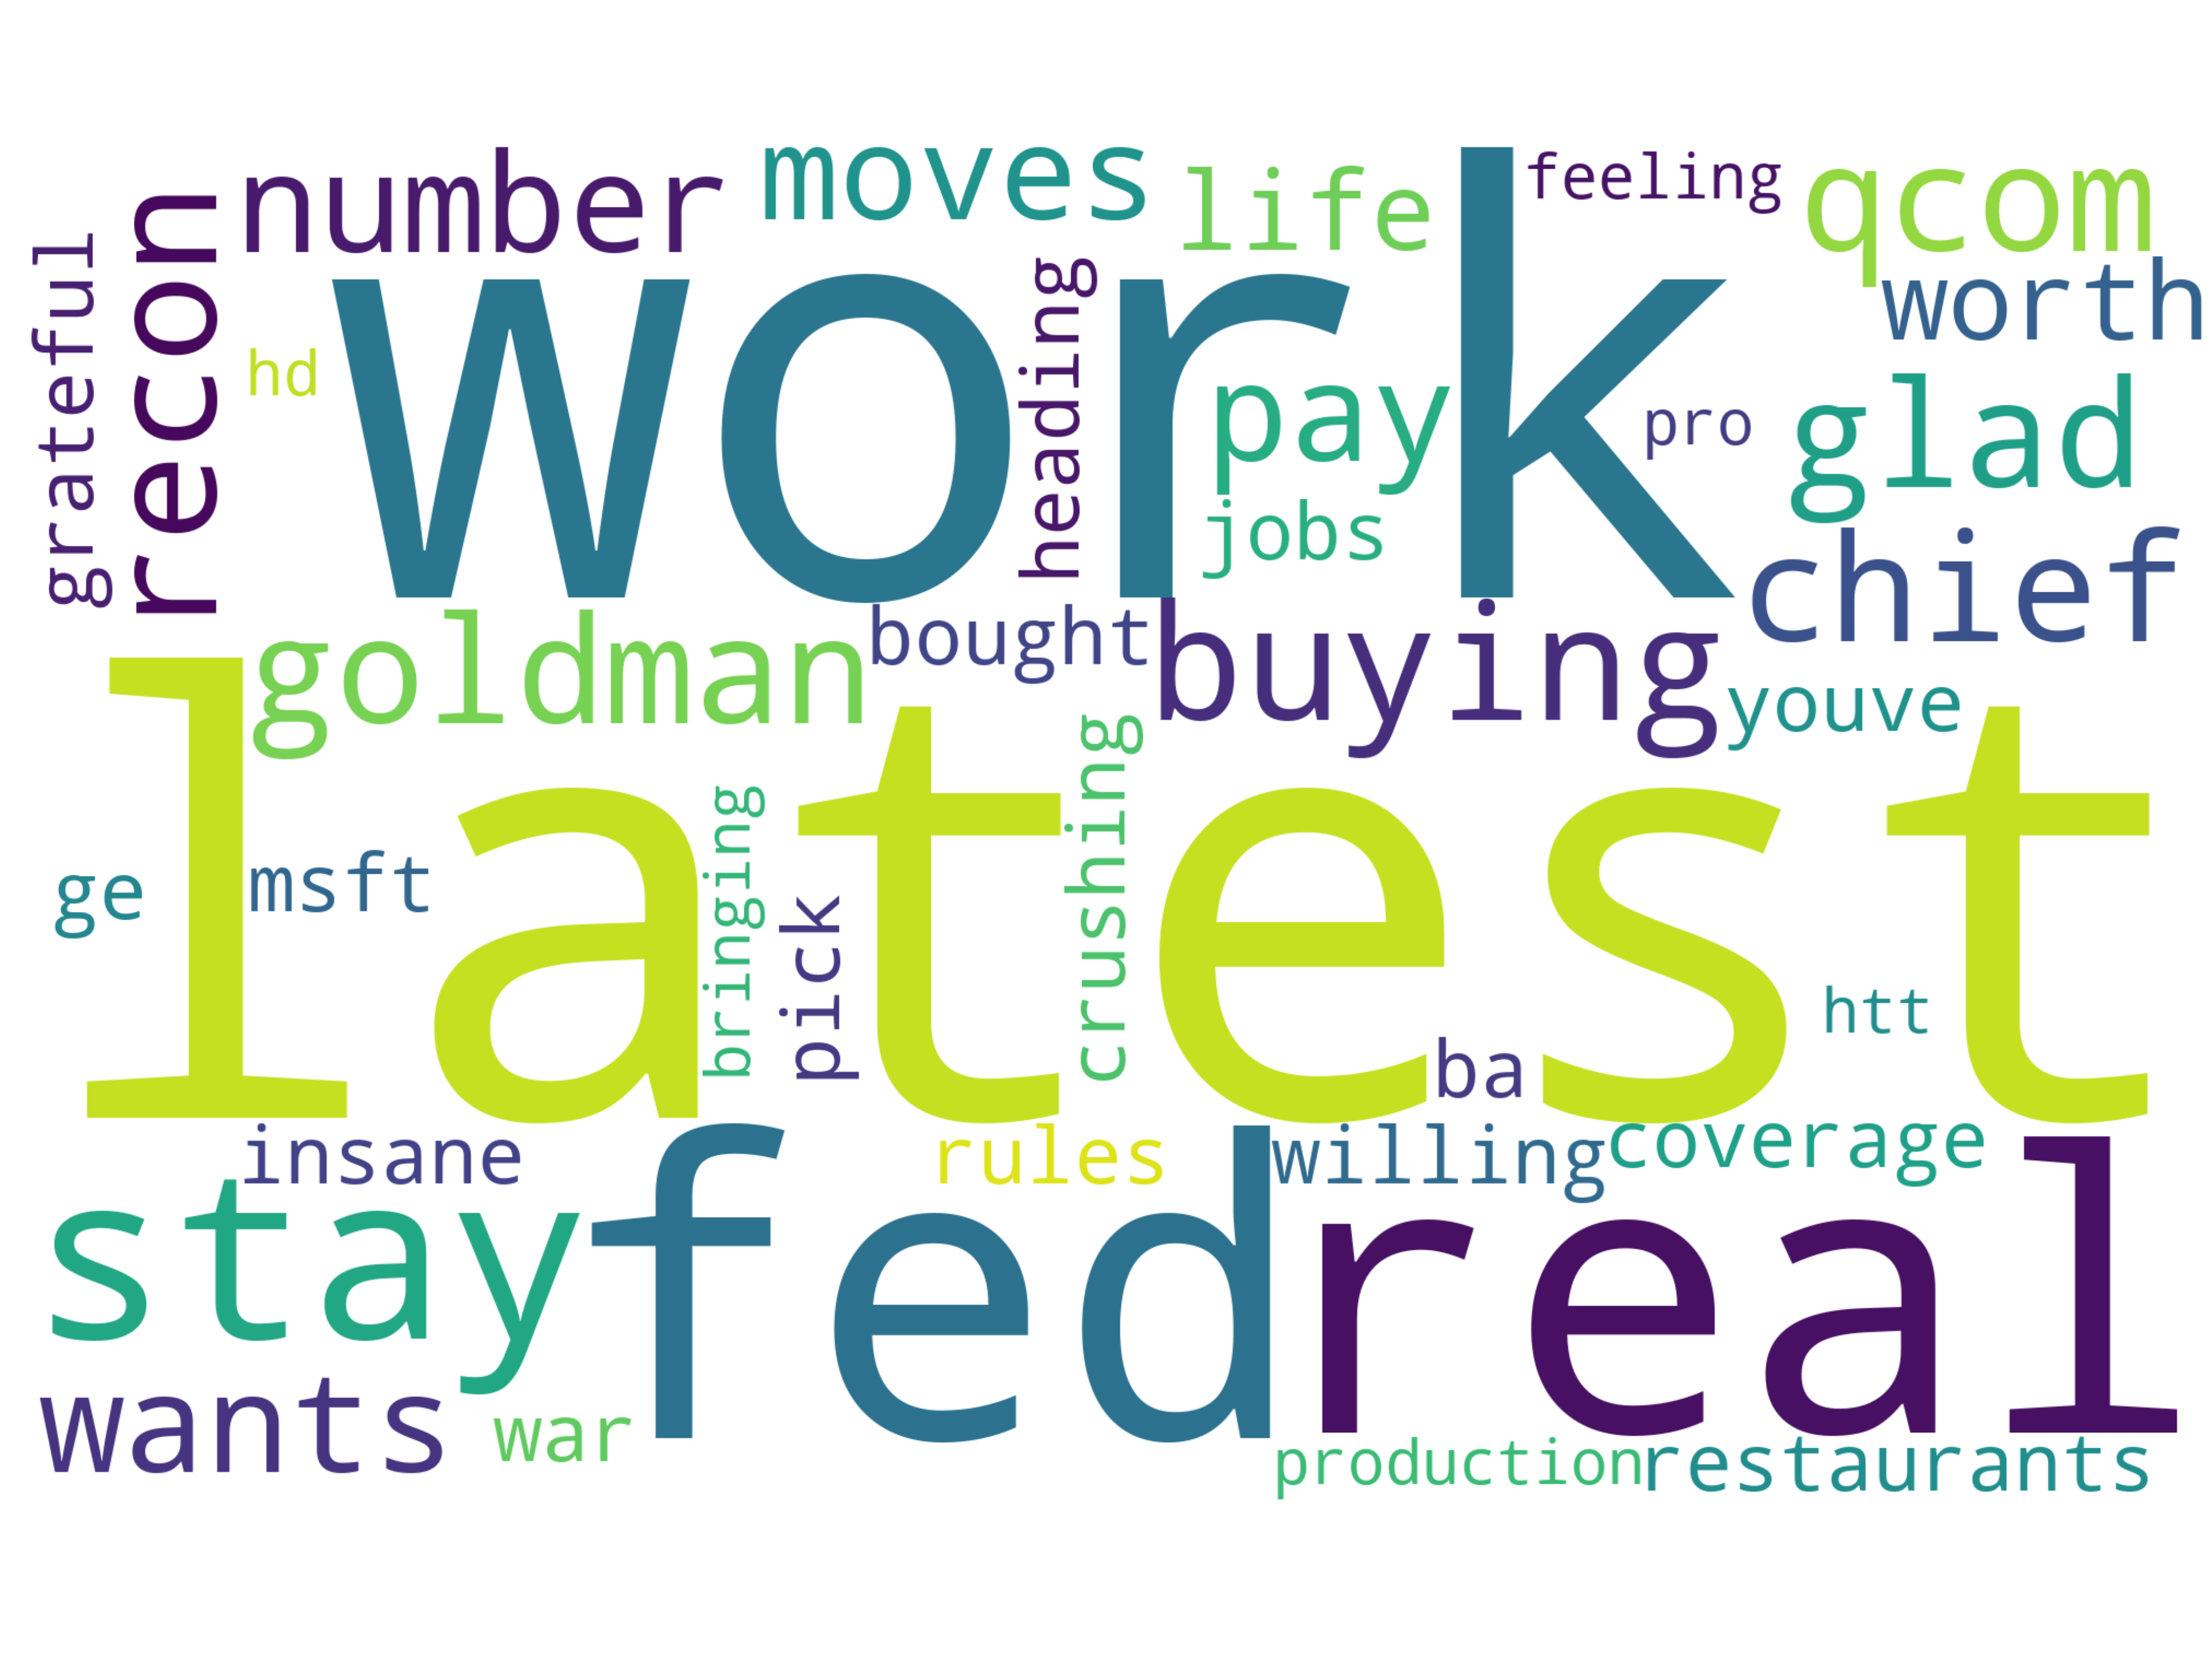 grateful
recon
number
moves
life
feeling
qcom
hd
work
heading
pay
jobs
pro
worth
glad
chief
goldman
bought
buying
youve
latest
ge
msft
bringing
pick
crushing
ba
htt
insane
rules
willing
coverage
stay
fed
real
wants
war
production
restaurants